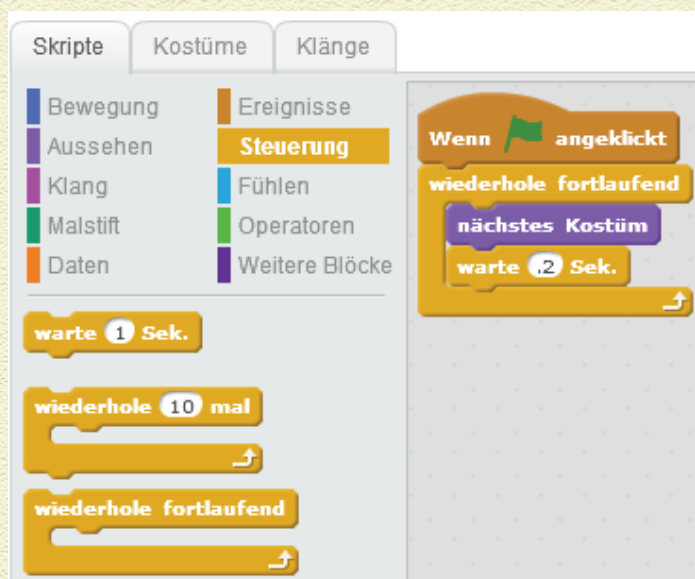 Skripte Kostüme Klänge
Bewegung Ereignisse
Aussehen Steuerung
Klang Fühlen
Malstift Operatoren
Daten Weitere Blöcke
warte 1 Sek.
wiederhole 10 mal
wiederhole fortlaufend
Wenn angeklickt
wiederhole fortlaufend
nächstes Kostüm
warte .2 Sek.